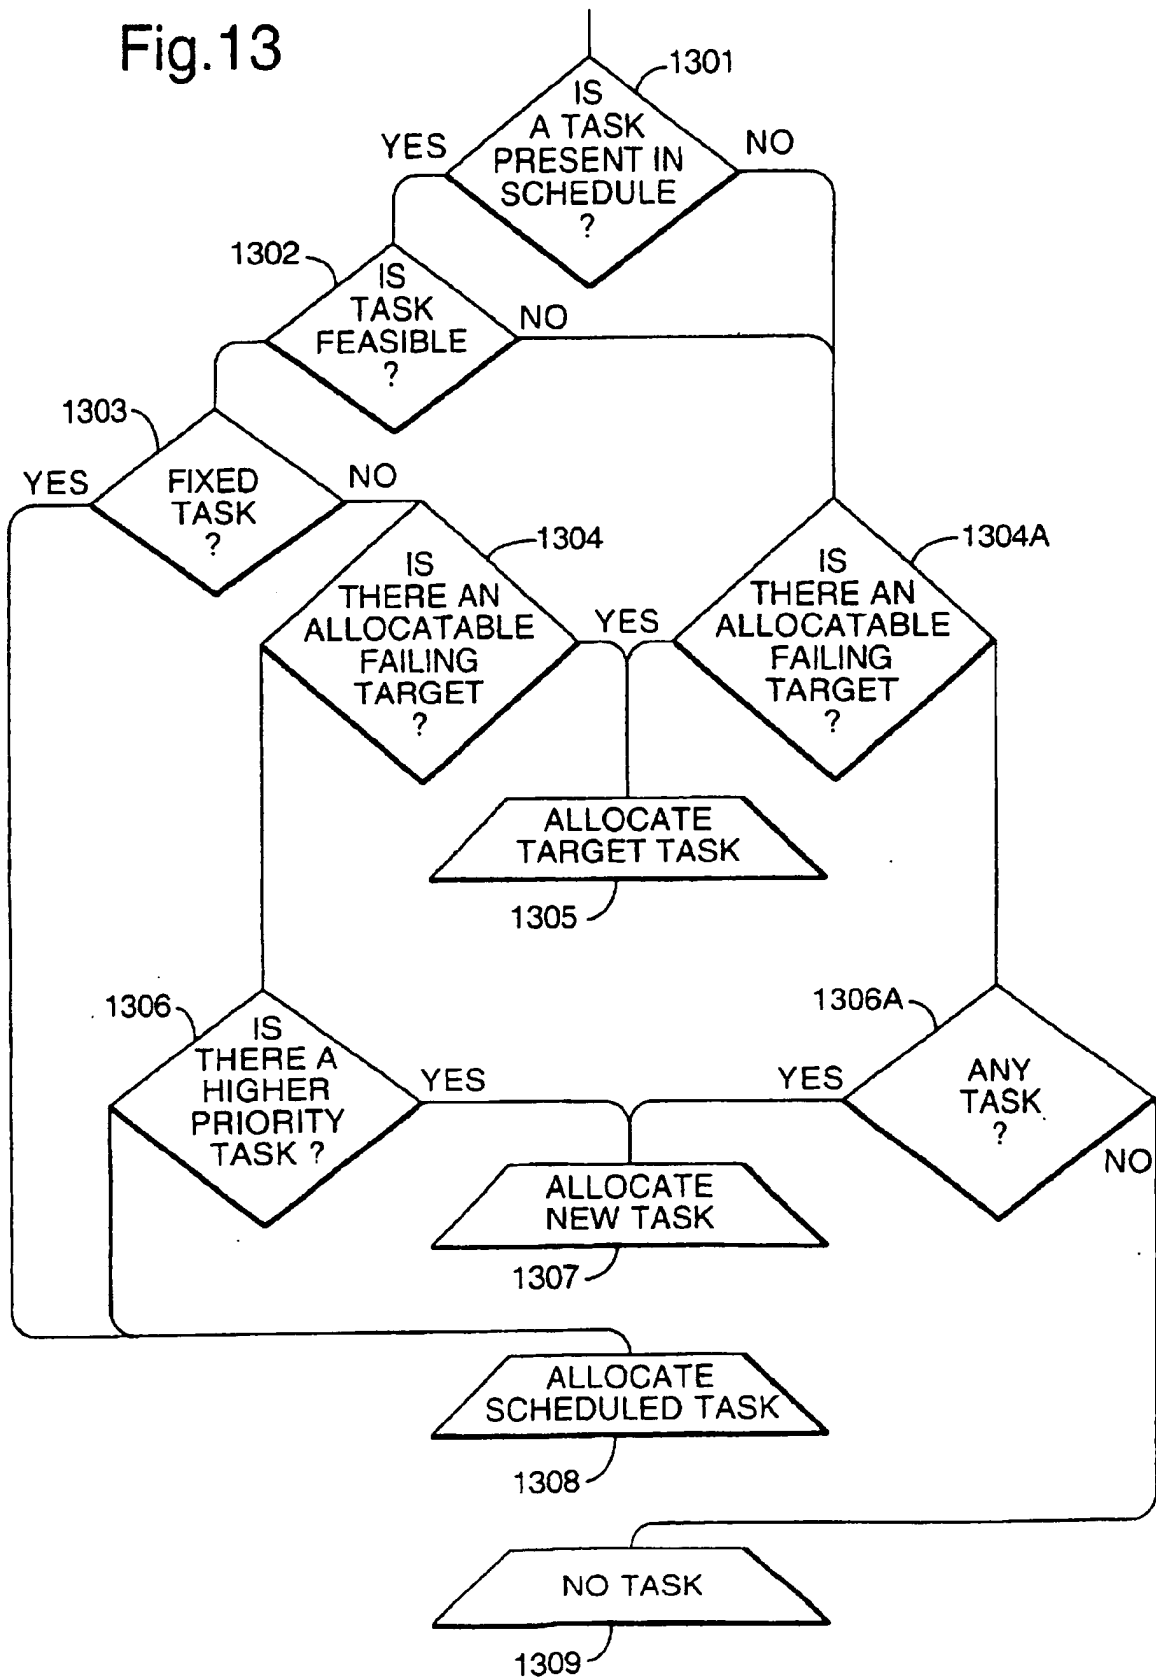 Fig.13
1301
IS
A TASK
PRESENT IN
SCHEDULE
?
YES
NO
1302
IS
TASK
FEASIBLE
?
NO
1303
YES
FIXED
TASK
?
NO
1304
IS
THERE AN
ALLOCATABLE
FAILING
TARGET
?
YES
1304A
IS
THERE AN
ALLOCATABLE
FAILING
TARGET
?
ALLOCATE
TARGET TASK
1305
1306
IS
THERE A
HIGHER
PRIORITY
TASK ?
YES
1306A
YES
ANY
TASK
?
NO
ALLOCATE
NEW TASK
1307
ALLOCATE
SCHEDULED TASK
1308
NO TASK
1309